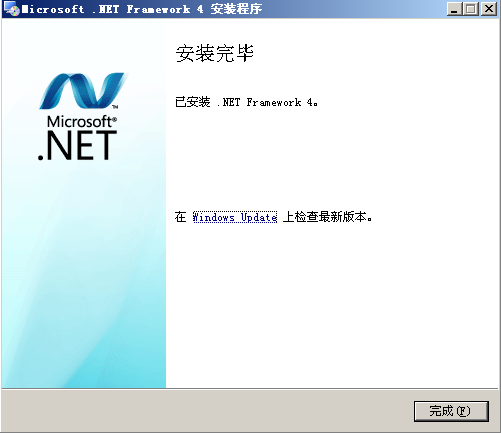 Microsoft .NET Framework 4 安装程序
安装完毕
已安装 .NET Framework 4。
Microsoft®
.NET
TM
在 Windows Update 上检查最新版本。
完成(F)